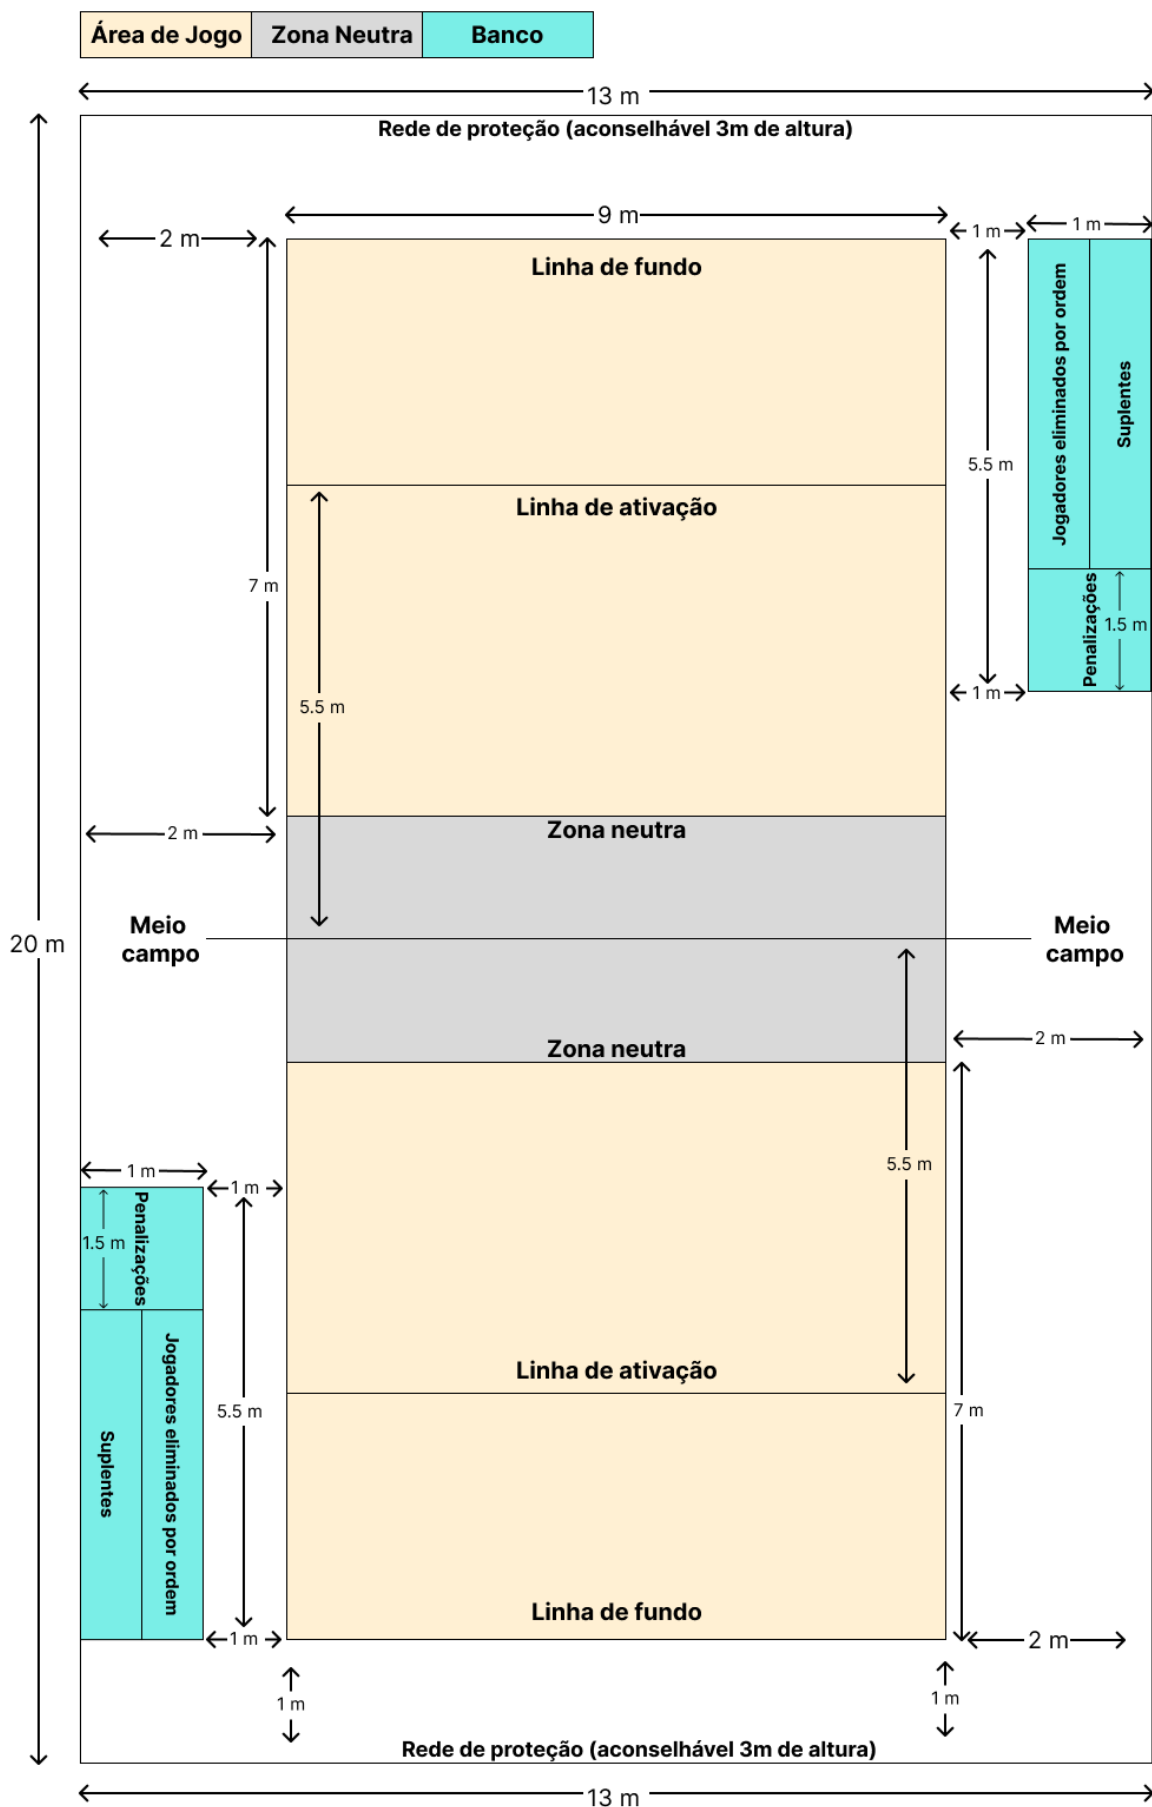 Área de Jogo
Zona Neutra
Banco
13 m
Rede de proteção (aconselhável 3m de altura)
9 m
1 m
1 m
2 m
Linha de fundo
Jogadores eliminados por ordem
Suplentes
5.5 m
Linha de ativação
7 m
Penalizações
1.5 m
1 m
5.5 m
Zona neutra
2 m
Meio
campo
Meio
campo
20 m
2 m
Zona neutra
5.5 m
1 m
1 m
Penalizações
1.5 m
Linha de ativação
7 m
5.5 m
Suplentes
Jogadores eliminados por ordem
Linha de fundo
1 m
2 m
1 m
1 m
Rede de proteção (aconselhável 3m de altura)
13 m